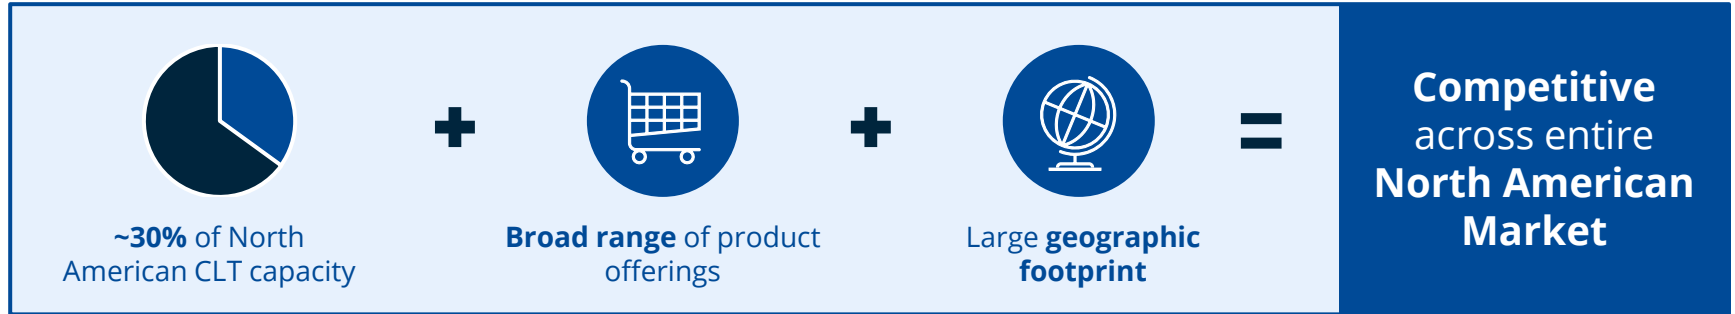 ~30% of North
American CLT capacity
+
Broad range of product
offerings
+
Large geographic
footprint
=
Competitive
across entire
North American
Market